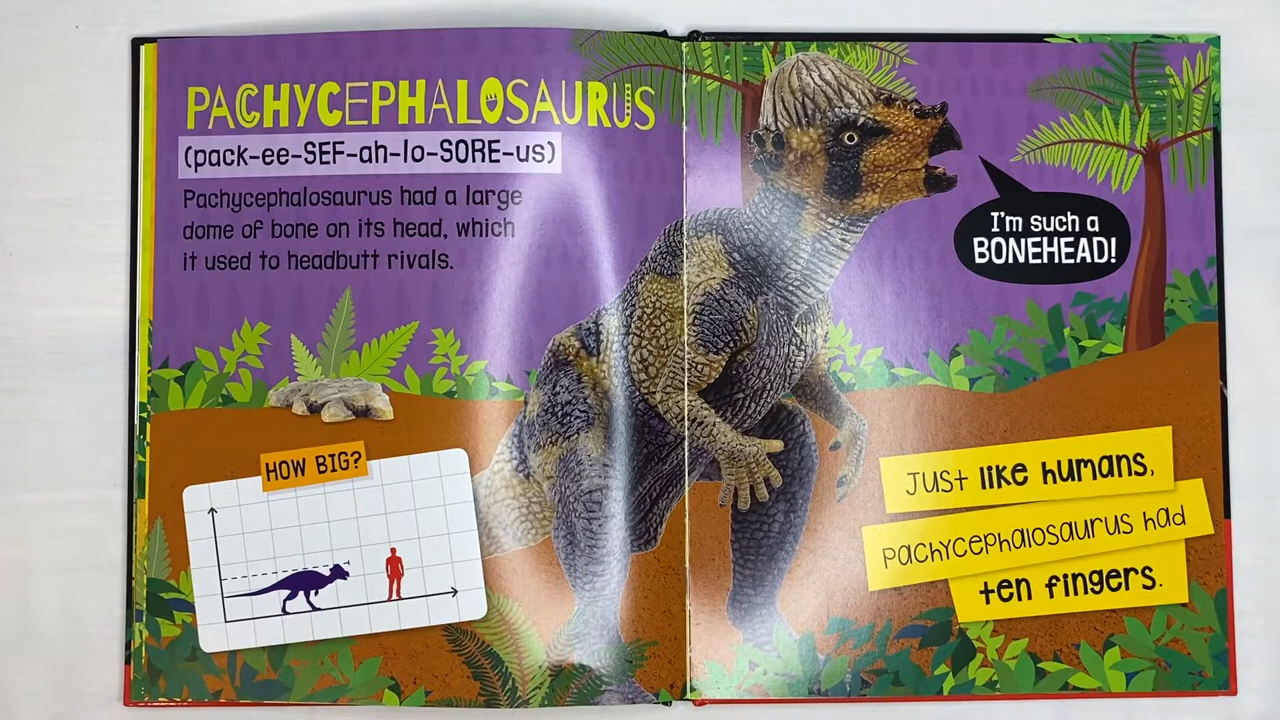 PACHYCEPHALOSAURUS
(pack-ee-SEF-ah-lo-SORE-us)
Pachycephalosaurus had a large
dome of bone on its head, which
it used to headbutt rivals.
HOW BIG?
I'm such a
BONEHEAD!
Just like humans,
pachycephalosaurus had
ten fingers.